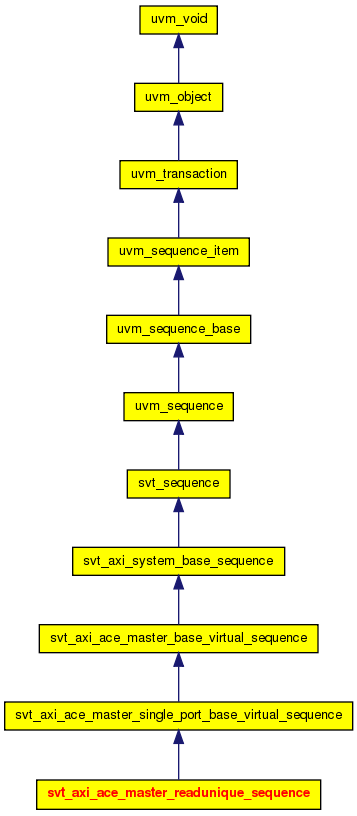 uvm_void
uvm_object
uvm_transaction
uvm_sequence_item
uvm_sequence_base
uvm_sequence
svt_sequence
svt_axi_system_base_sequence
svt_axi_ace_master_base_virtual_sequence
svt_axi_ace_master_single_port_base_virtual_sequence
svt_axi_ace_master_readunique_sequence